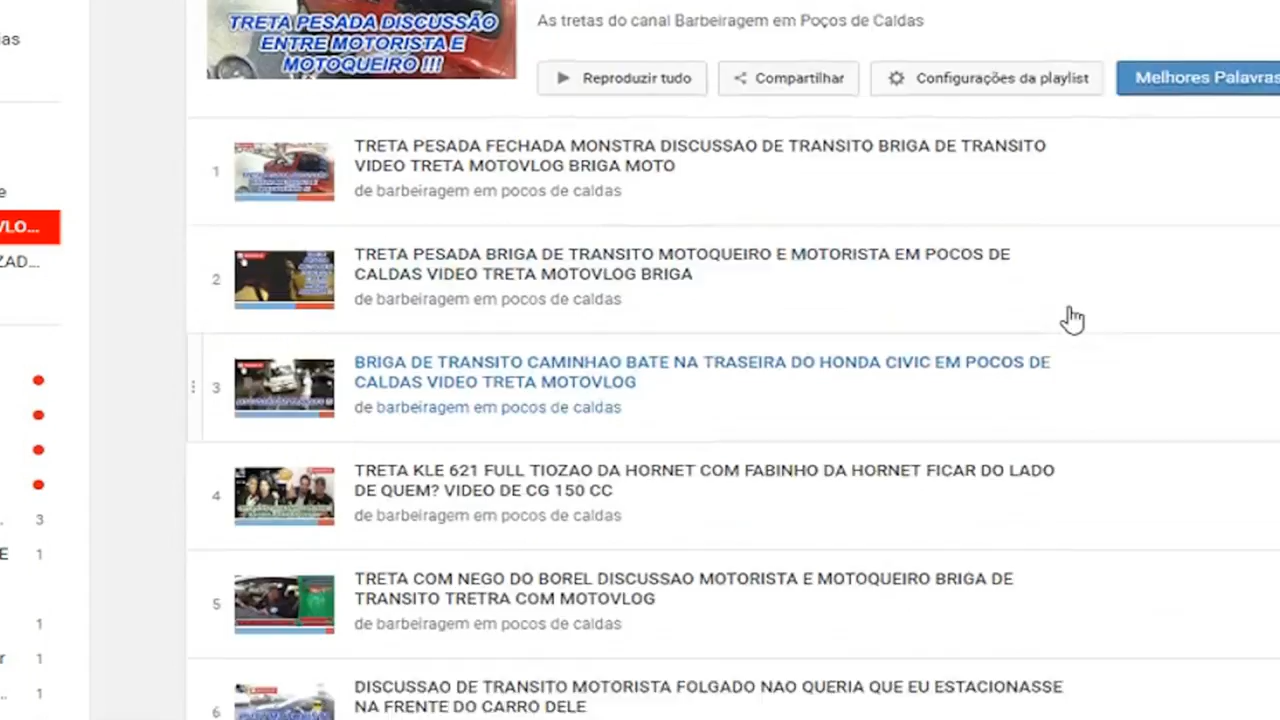 As tretas do canal Barbeiragem em Poços de Caldas
TRETA PESADA DISCUSSÃO
ENTRE MOTORISTA E
MOTOQUEIRO !!!
ias
Reproduzir tudo
Compartilhar
Configurações da playlist
Melhores Palavras
1
TRETA PESADA FECHADA MONSTRA DISCUSSAO DE TRANSITO BRIGA DE TRANSITO
VIDEO TRETA MOTOVLOG BRIGA MOTO
de barbeiragem em pocos de caldas
e
VLO...
ZAD...
2
TRETA PESADA BRIGA DE TRANSITO MOTOQUEIRO E MOTORISTA EM POCOS DE
CALDAS VIDEO TRETA MOTOVLOG BRIGA
de barbeiragem em pocos de caldas
3
BRIGA DE TRANSITO CAMINHAO BATE NA TRASEIRA DO HONDA CIVIC EM POCOS DE
CALDAS VIDEO TRETA MOTOVLOG
de barbeiragem em pocos de caldas
4
TRETA KLE 621 FULL TIOZAO DA HORNET COM FABINHO DA HORNET FICAR DO LADO
DE QUEM? VIDEO DE CG 150 CC
de barbeiragem em pocos de caldas
3
E 1
5
TRETA COM NEGO DO BOREL DISCUSSAO MOTORISTA E MOTOQUEIRO BRIGA DE
TRANSITO TRETRA COM MOTOVLOG
de barbeiragem em pocos de caldas
1
r 1
... 1
6
DISCUSSAO DE TRANSITO MOTORISTA FOLGADO NAO QUERIA QUE EU ESTACIONASSE
NA FRENTE DO CARRO DELE